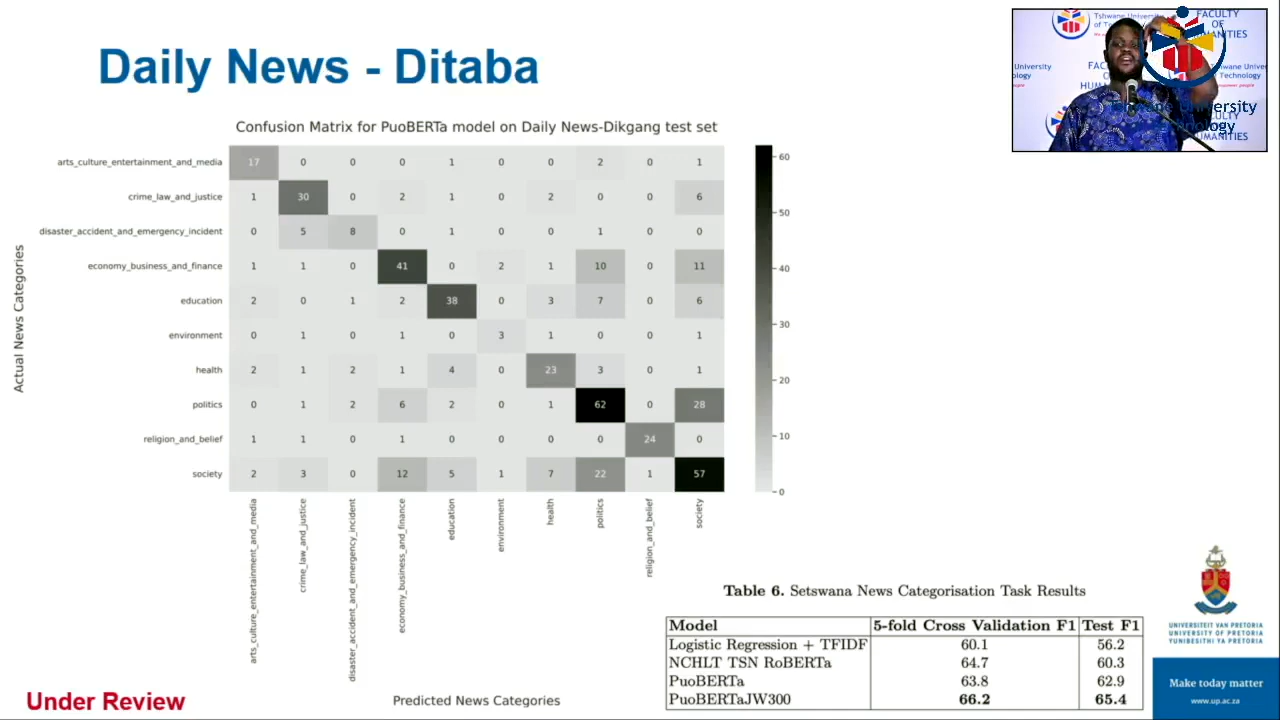 Daily News - Ditaba
Confusion Matrix for PuoBERTa model on Daily News-Dikgang test set
Actual News Categories
arts_culture_entertainment_and_media 17 0 0 0 1 0 0 2 0 1
crime_law_and_justice 1 30 0 2 1 0 2 0 0 6
disaster_accident_and_emergency_incident 0 5 8 0 1 0 0 1 0 0
economy_business_and_finance 1 1 0 41 0 2 1 10 0 11
education 2 0 1 2 38 0 3 7 0 6
environment 0 1 0 1 0 3 1 0 0 1
health 2 1 2 1 4 0 23 3 0 1
politics 0 1 2 6 2 0 1 62 0 28
religion_and_belief 1 1 0 1 0 0 0 0 24 0
society 2 3 0 12 5 1 7 22 1 57
arts_culture_entertainment_and_media
crime_law_and_justice
disaster_accident_and_emergency_incident
economy_business_and_finance
education
environment
health
politics
religion_and_belief
society
Predicted News Categories
60
50
40
30
20
10
0
Tshwane University
of Technology
FACULTY
OF
Tshwane University
Technology
Table 6. Setswana News Categorisation Task Results
Model 5-fold Cross Validation F1 Test F1
Logistic Regression + TFIDF 60.1 56.2
NCHLT TSN RoBERTa 64.7 60.3
PuoBERTa 63.8 62.9
PuoBERTaJW300 66.2 65.4
UNIVERSITEIT VAN PRETORIA
UNIVERSITY OF PRETORIA
YUNIBESITHI YA PRETORIA
Make today matter
www.up.ac.za
Under Review